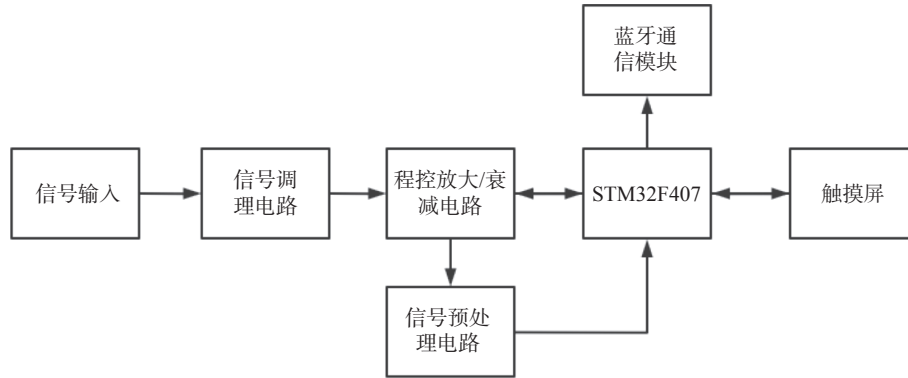 蓝牙通
信模块
信号输入
信号调
理电路
程控放大/衰
减电路
STM32F407
触摸屏
信号预处
理电路